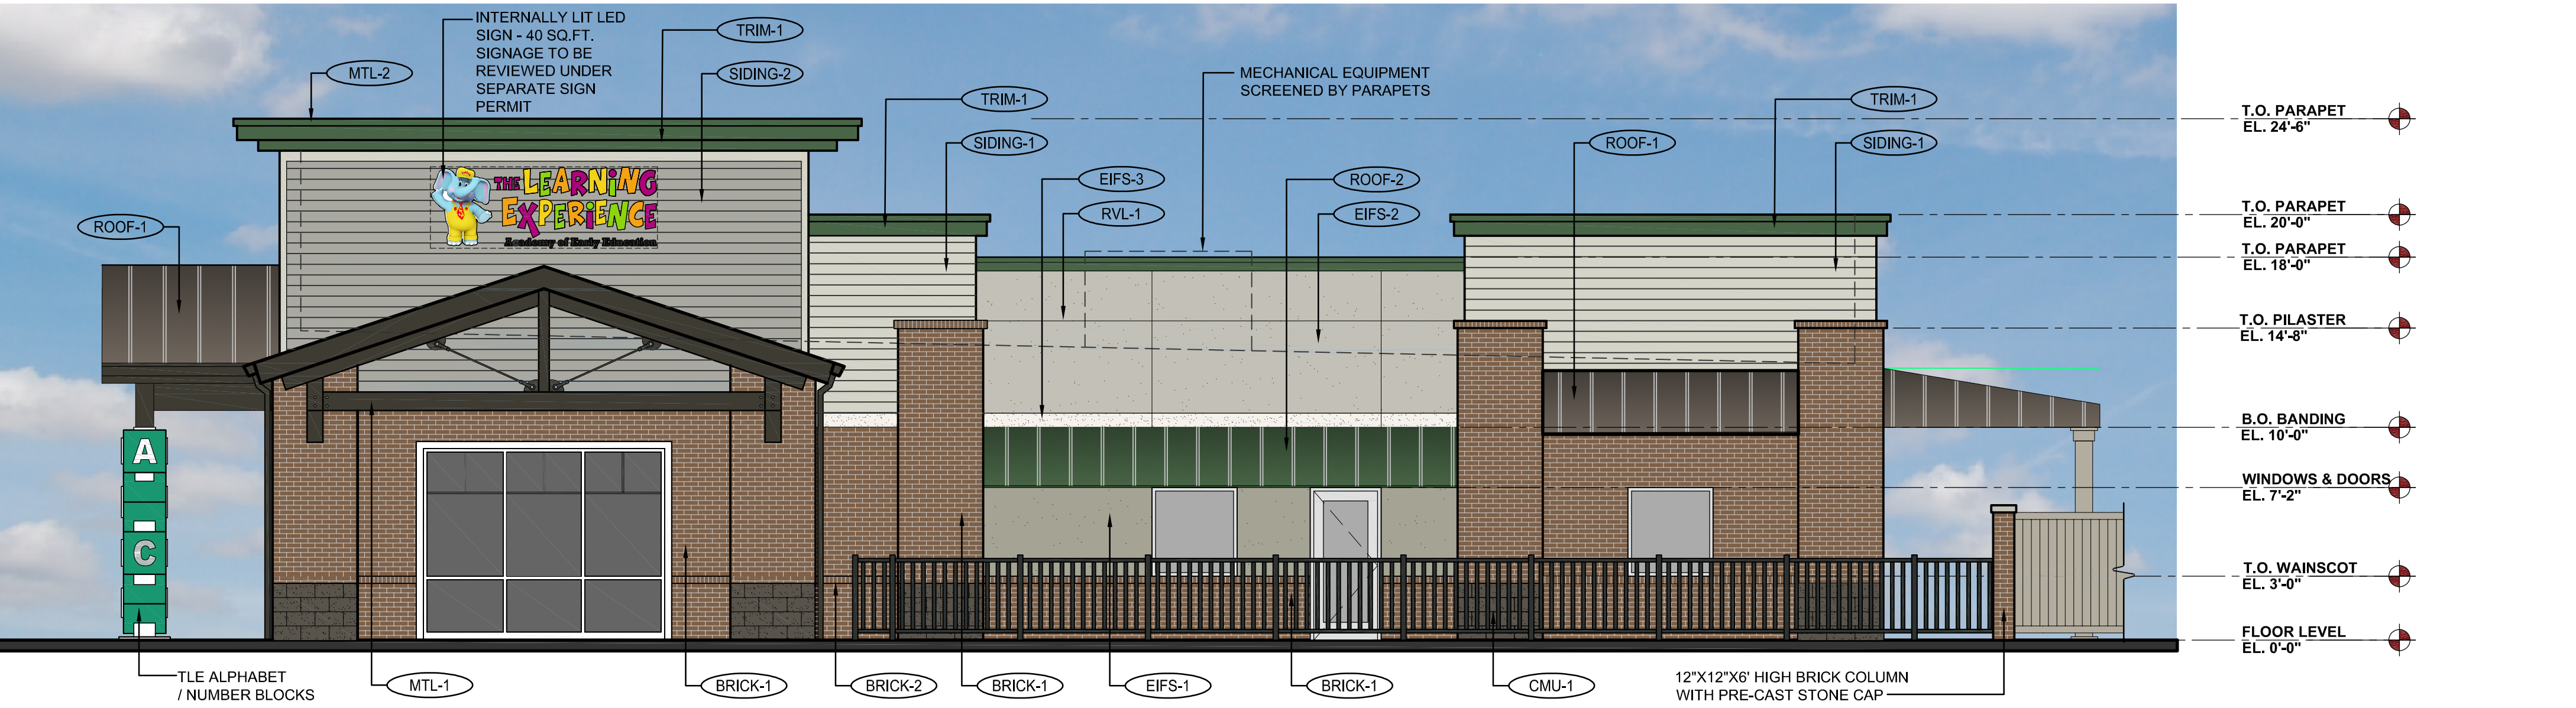 INTERNALLY LIT LED
SIGN - 40 SQ.FT.
SIGNAGE TO BE
REVIEWED UNDER
SEPARATE SIGN
PERMIT
TRIM-1
MTL-2
SIDING-2
MECHANICAL EQUIPMENT
SCREENED BY PARAPETS
TRIM-1
TRIM-1
SIDING-1
ROOF-1
SIDING-1
EIFS-3
ROOF-2
RVL-1
EIFS-2
ROOF-1
THE LEARNING
EXPERIENCE
Academy of Early Education
A
C
T.O. PARAPET
EL. 24'-6"
T.O. PARAPET
EL. 20'-0"
T.O. PARAPET
EL. 18'-0"
T.O. PILASTER
EL. 14'-8"
B.O. BANDING
EL. 10'-0"
WINDOWS & DOORS
EL. 7'-2"
T.O. WAINSCOT
EL. 3'-0"
FLOOR LEVEL
EL. 0'-0"
TLE ALPHABET
/ NUMBER BLOCKS
MTL-1
BRICK-1
BRICK-2
BRICK-1
EIFS-1
BRICK-1
CMU-1
12"X12"X6' HIGH BRICK COLUMN
WITH PRE-CAST STONE CAP